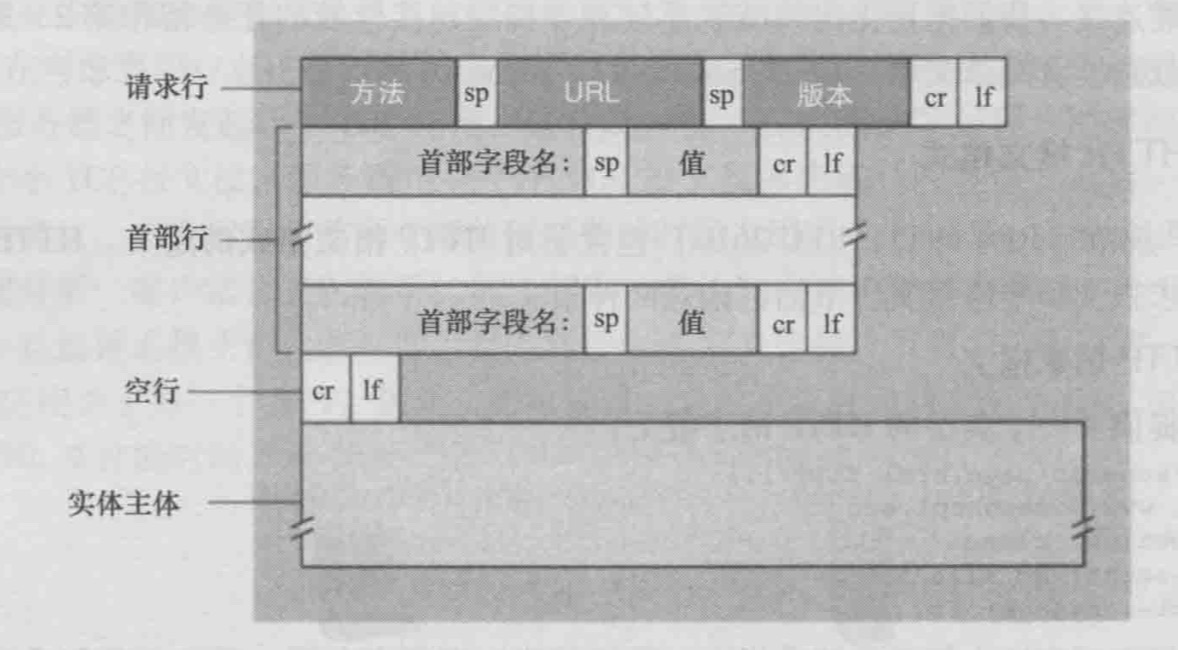 请求行 方法 sp URL sp 版本 cr lf
首部字段名: sp 值 cr lf
首部行
首部字段名: sp 值 cr lf
空行 cr lf
实体主体